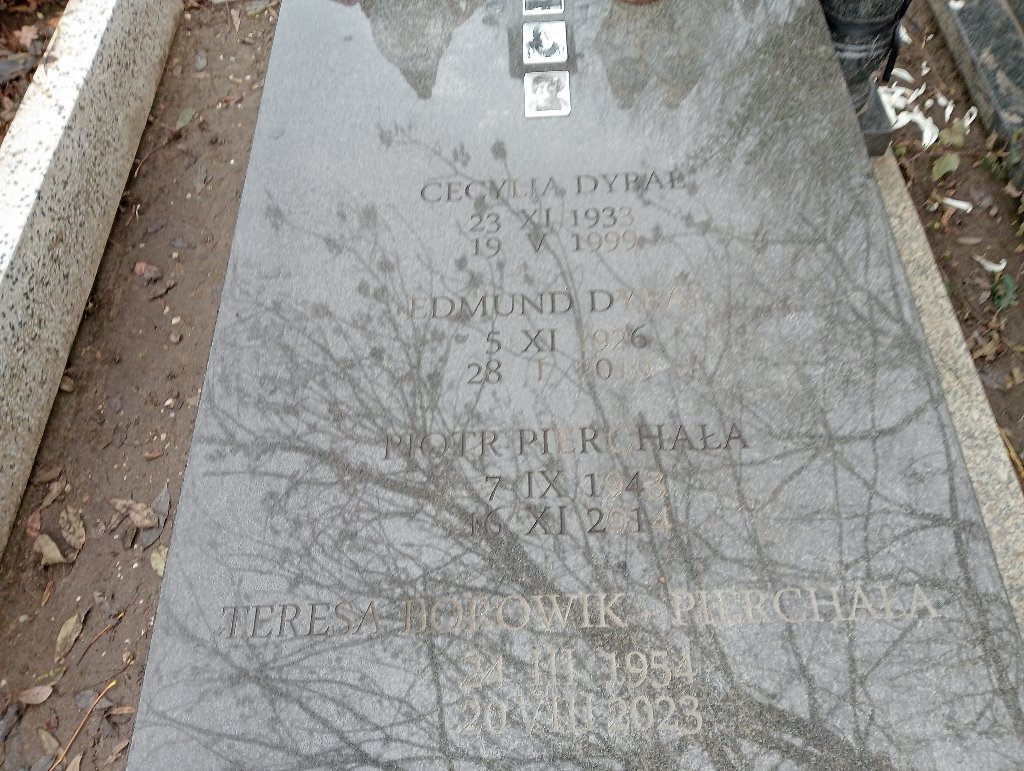 CECYLIA DYBAŁ
23 XI 1933
19 V 1999
EDMUND DYBAŁ
5 XI 1926
28 I
PIOTR PIERCHAŁA
7 IX 1943
16 XI 2014
TERESA BOROWIK - PIERCHAŁA
24 III 1954
20 VIII 2023